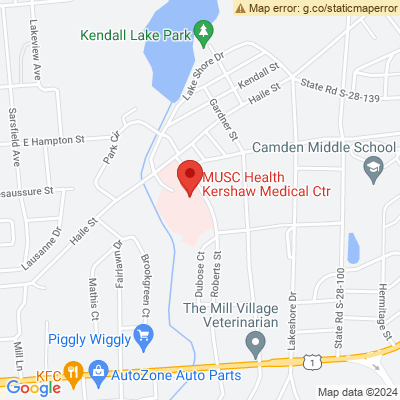 Map error: g.co/staticmaperror
Kendall Lake Park
Lakeview Ave
Lake Shore Dr
Kendall St
State Rd S-28-139
Haile St
Gardner St
E Hampton St
Park Cir
Sarsfield Ave
Camden Middle School
MUSC Health
Kershaw Medical Ctr
esaussure St
Haile St
Lausanne Dr
Fairlawn Dr
Brookgreen Ct
Mathis Ct
Dubose Ct
Roberts St
State Rd S-28-100
Hermitage St
Lakeshore Dr
The Mill Village
Veterinarian
Piggly Wiggly
Mill Ln
KFC
AutoZone Auto Parts
1
Google
Map data ©2024